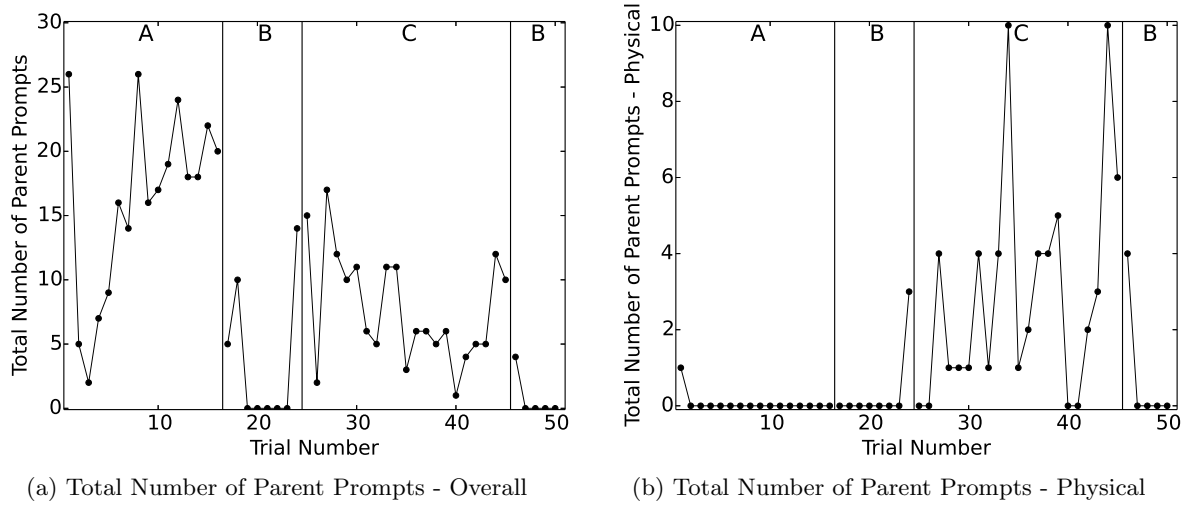 30
25
20
15
10
5
0
Total Number of Parent Prompts
A B C B
10 20 30 40 50
Trial Number
(a) Total Number of Parent Prompts - Overall
10
8
6
4
2
0
Total Number of Parent Prompts - Physical
A B C B
10 20 30 40 50
Trial Number
(b) Total Number of Parent Prompts - Physical